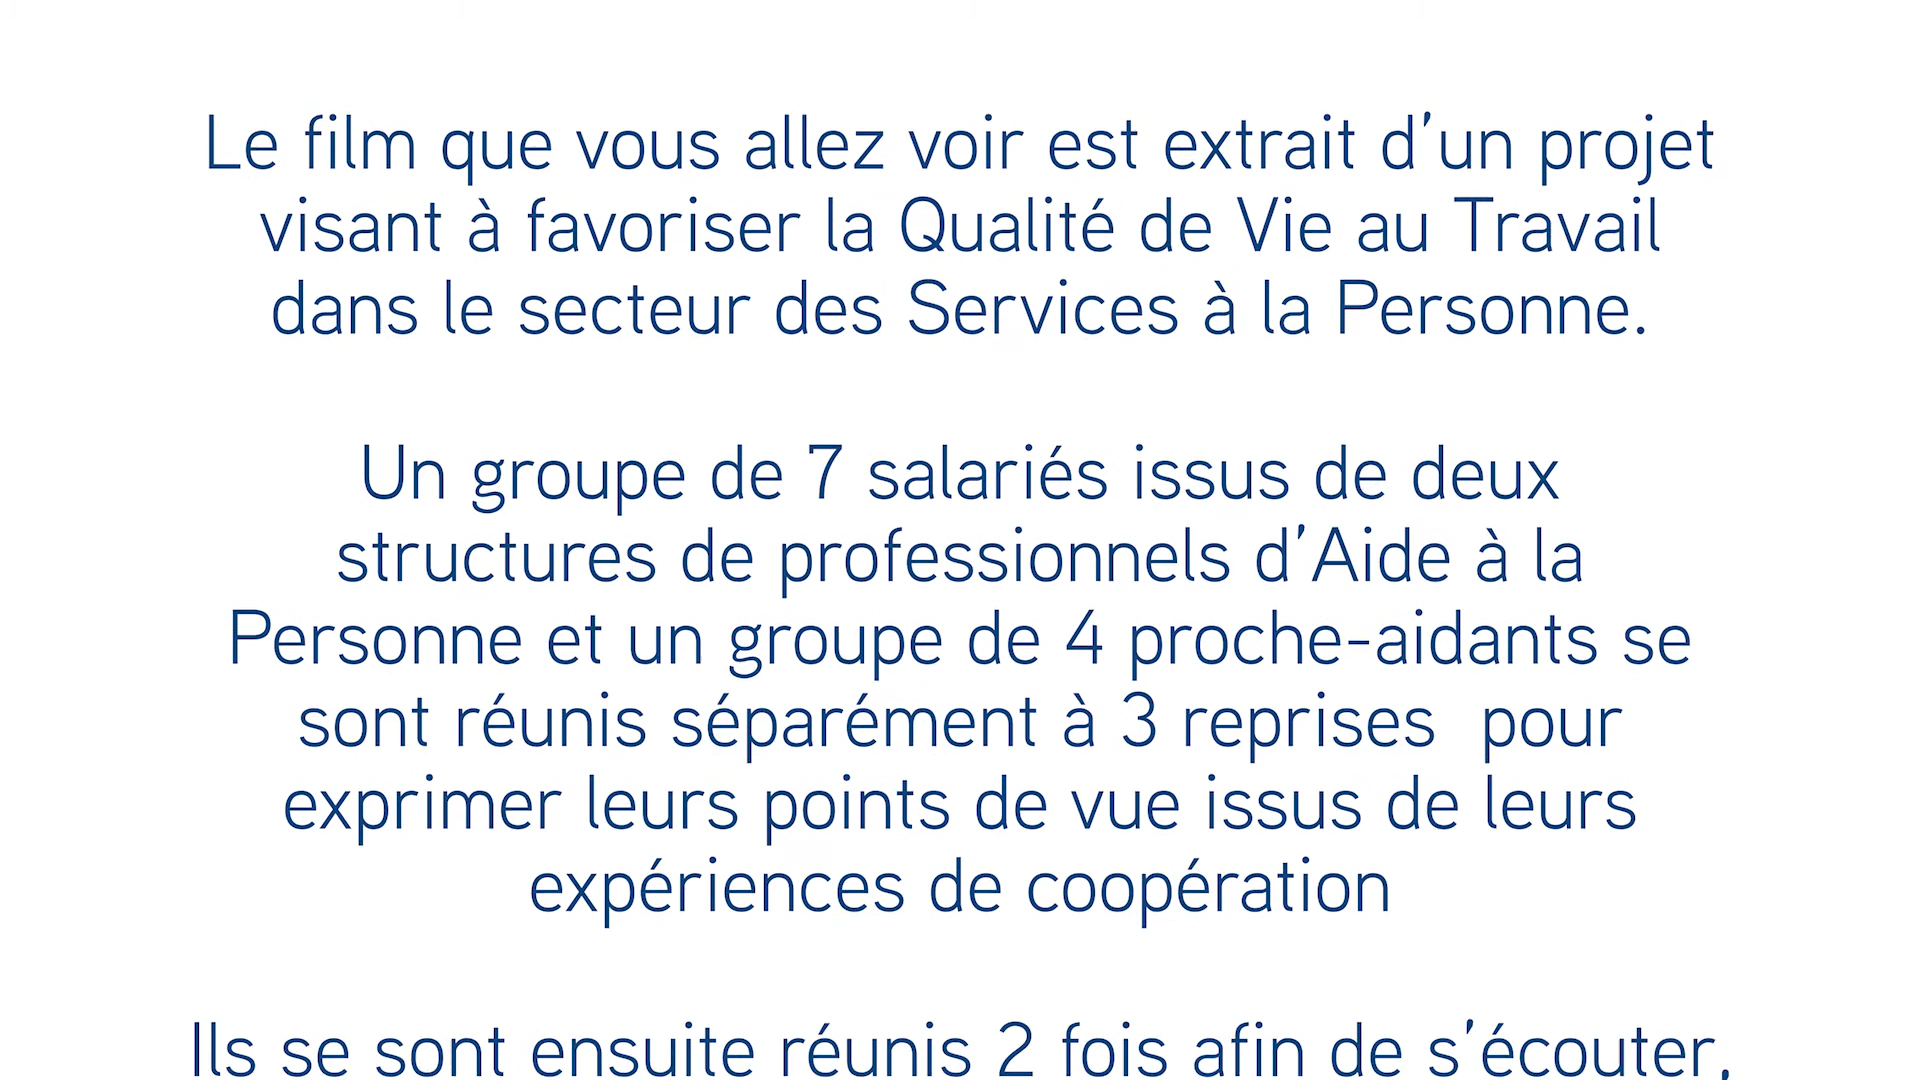 Le film que vous allez voir est extrait d’un projet
visant à favoriser la Qualité de Vie au Travail
dans le secteur des Services à la Personne.
Un groupe de 7 salariés issus de deux
structures de professionnels d’Aide à la
Personne et un groupe de 4 proche-aidants se
sont réunis séparément à 3 reprises  pour
exprimer leurs points de vue issus de leurs
expériences de coopération
Ils se sont ensuite réunis 2 fois afin de s’écouter,